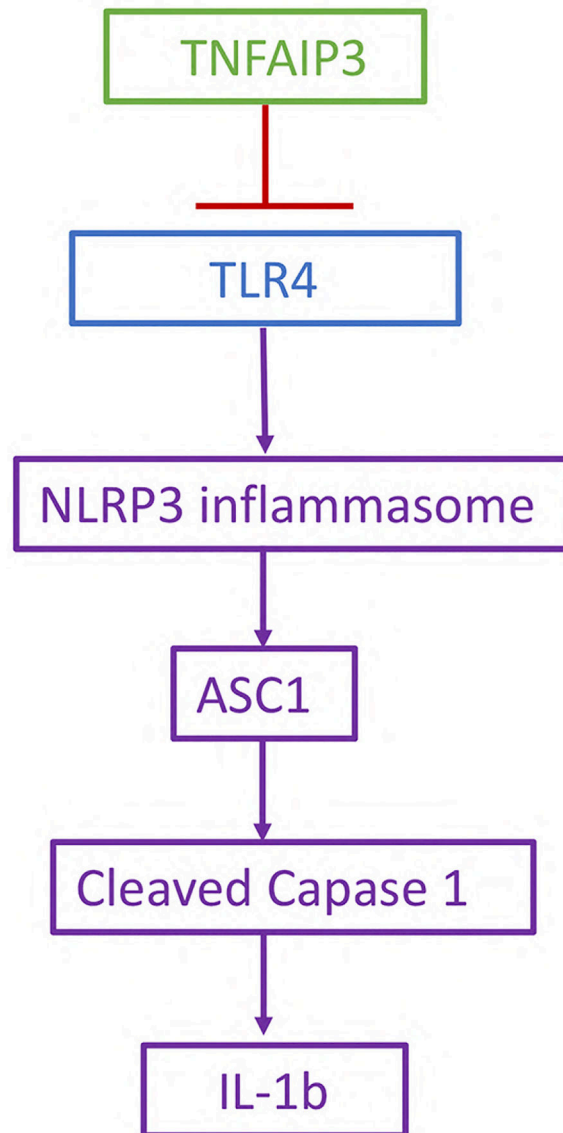 TNFAIP3
TLR4
NLRP3 inflammasome
ASC1
Cleaved Capase 1
IL-1b